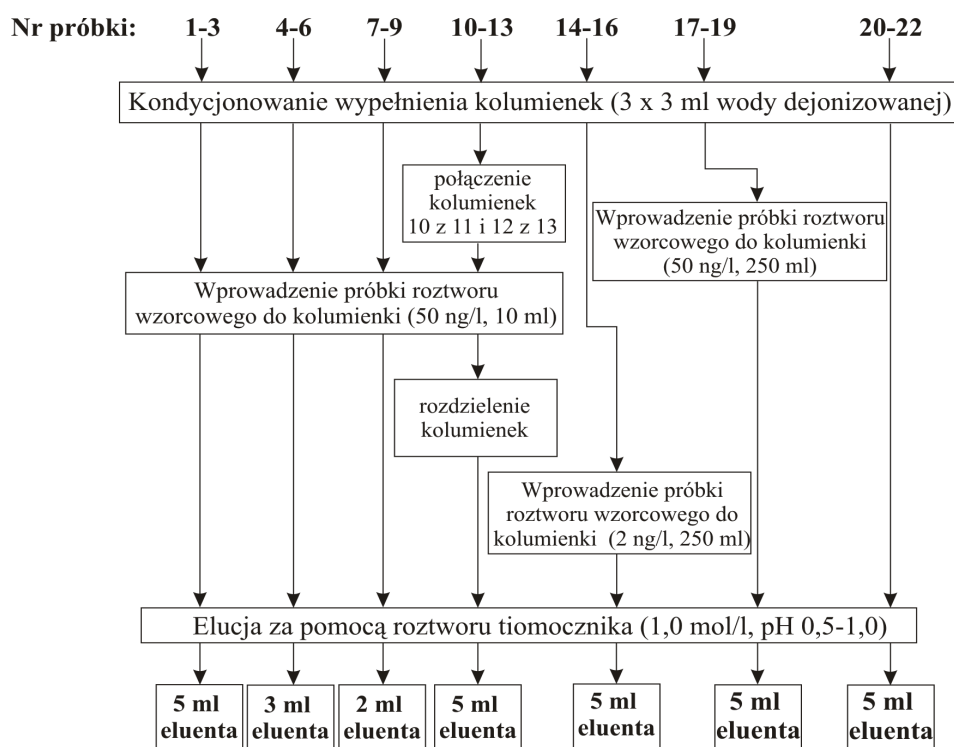 Nr próbki: 1-3 4-6 7-9 10-13 14-16 17-19 20-22
Kondycjonowanie wypełnienia kolumienek (3 x 3 ml wody dejonizowanej)
połączenie
kolumienek
10 z 11 i 12 z 13
Wprowadzenie próbki roztworu
wzorcowego do kolumienki
(50 ng/l, 250 ml)
Wprowadzenie próbki roztworu
wzorcowego do kolumienki (50 ng/l, 10 ml)
rozdzielenie
kolumienek
Wprowadzenie próbki
roztworu wzorcowego do
kolumienki (2 ng/l, 250 ml)
Elucja za pomocą roztworu tiomocznika (1,0 mol/l, pH 0,5-1,0)
5 ml
eluenta
3 ml
eluenta
2 ml
eluenta
5 ml
eluenta
5 ml
eluenta
5 ml
eluenta
5 ml
eluenta